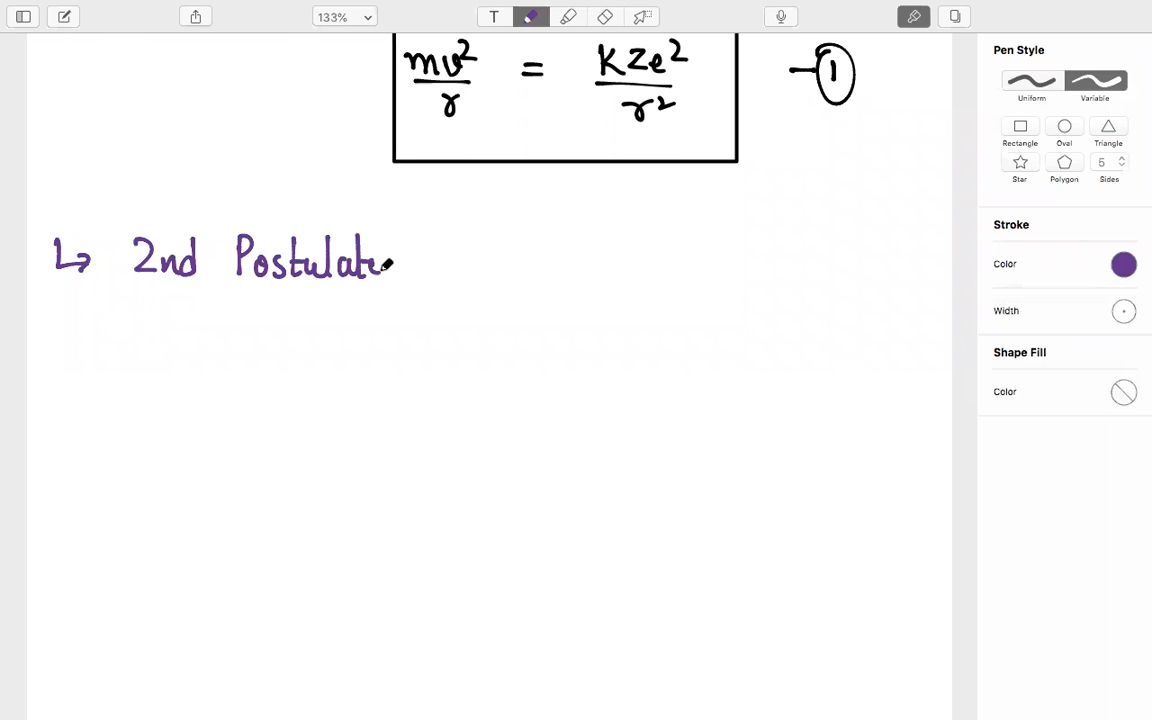 133%
T
mv²/r = kze²/r² -①
↳ 2nd Postulate
Pen Style
Uniform Variable
Rectangle Oval Triangle
5
Star Polygon Sides
Stroke
Color
Width
Shape Fill
Color